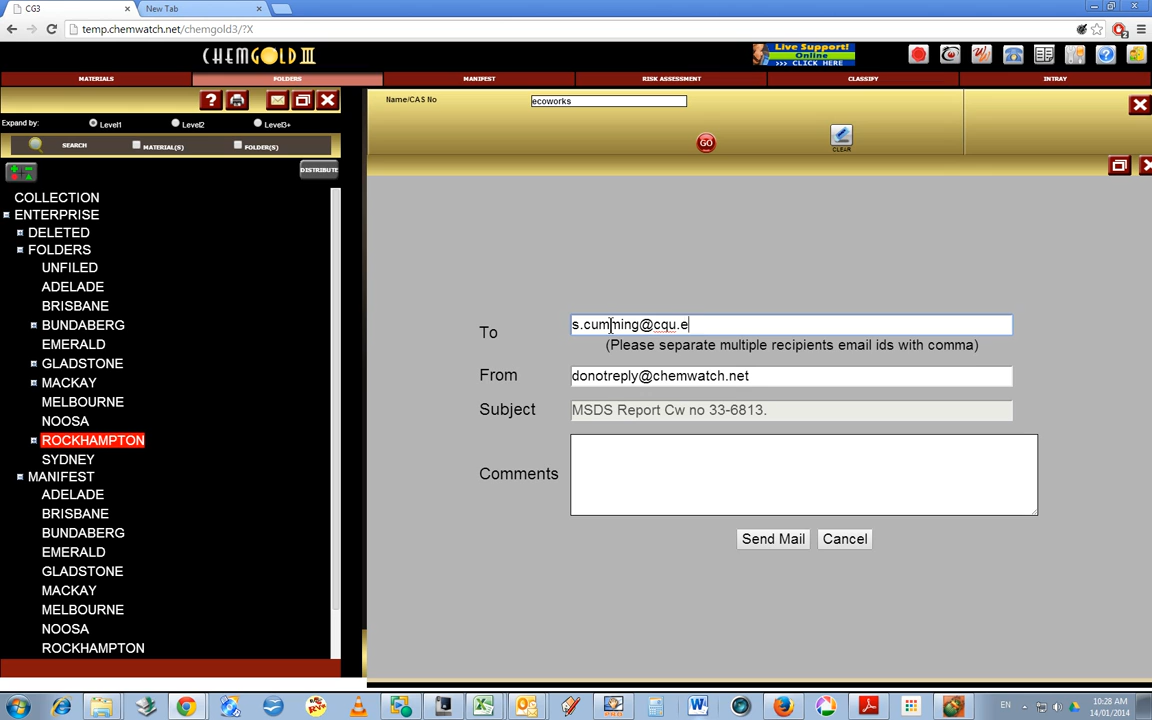 CG3
New Tab
temp.chemwatch.net/chemgold3/?X
CHEMGOLD III
Live Support!
Online
>>> CLICK HERE
MATERIALS
FOLDERS
MANIFEST
RISK ASSESSMENT
CLASSIFY
INTRAY
Name/CAS No
ecoworks
Expand by:
Level1
Level2
Level3+
SEARCH
MATERIAL(S)
FOLDER(S)
GO
CLEAR
DISTRIBUTE
COLLECTION
ENTERPRISE
DELETED
FOLDERS
UNFILED
ADELAIDE
BRISBANE
BUNDABERG
EMERALD
GLADSTONE
MACKAY
MELBOURNE
NOOSA
ROCKHAMPTON
SYDNEY
MANIFEST
ADELADE
BRISBANE
BUNDABERG
EMERALD
GLADSTONE
MACKAY
MELBOURNE
NOOSA
ROCKHAMPTON
To
s.cumming@cqu.e
(Please separate multiple recipients email ids with comma)
From
donotreply@chemwatch.net
Subject
MSDS Report Cw no 33-6813.
Comments
Send Mail
Cancel
EN
10:28 AM
14/01/2014